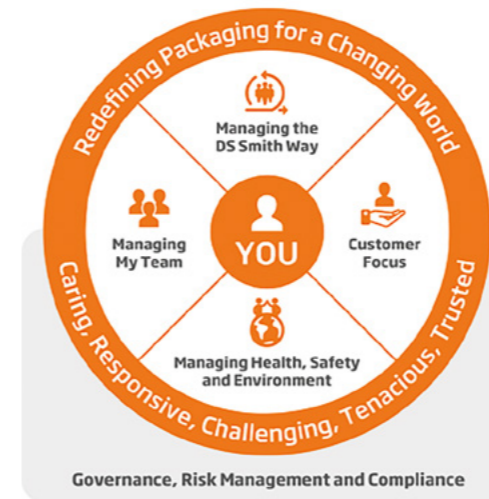 Redefining Packaging for a Changing World
Managing the
DS Smith Way
Managing
My Team
YOU
Customer
Focus
Managing Health, Safety
and Environment
Caring, Responsive, Challenging, Tenacious, Trusted
Governance, Risk Management and Compliance